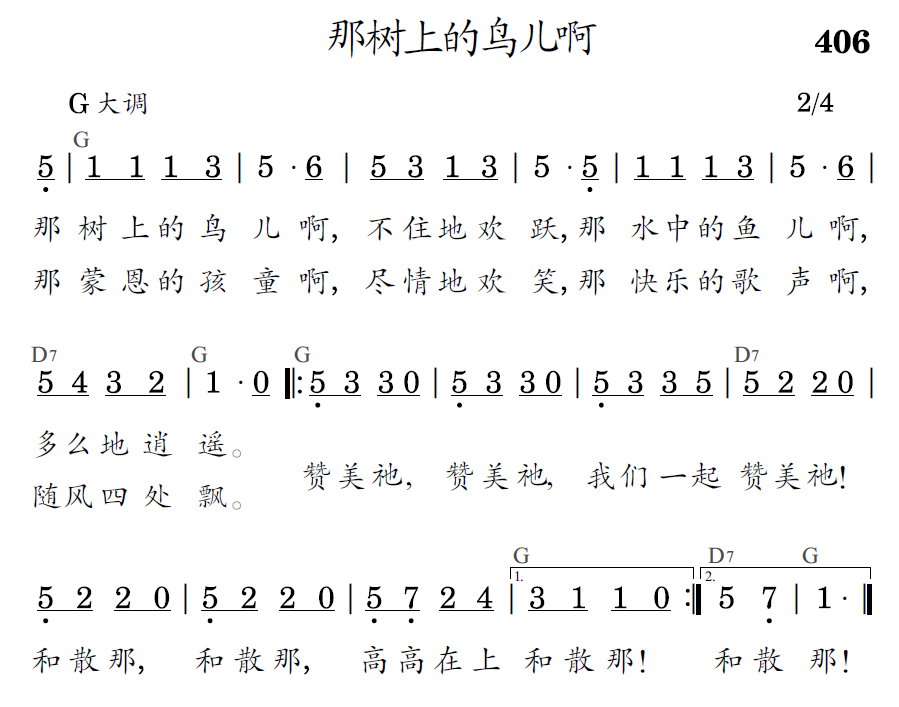 那树上的鸟儿啊 406
G 大调 2/4
G
5 | 1 1 1 3 | 5 · 6 | 5 3 1 3 | 5 · 5 | 1 1 1 3 | 5 · 6 |
那 树 上 的 鸟 儿 啊, 不 住 地 欢 跃, 那 水 中 的 鱼 儿 啊,
那 蒙 恩 的 孩 童 啊, 尽 情 地 欢 笑, 那 快 乐 的 歌 声 啊,
D7 G G D7
5 4 3 2 | 1 · 0 ‖: 5 3 3 0 | 5 3 3 0 | 5 3 3 5 | 5 2 2 0 |
多 么 地 逍 遥。
赞 美 祂, 赞 美 祂, 我 们 一 起 赞 美 祂!
随 风 四 处 飘。
G D7 G
1. 2.
5 2 2 0 | 5 2 2 0 | 5 7 2 4 | 3 1 1 0 :‖ 5 7 | 1 · ‖
和 散 那, 和 散 那, 高 高 在 上 和 散 那! 和 散 那!